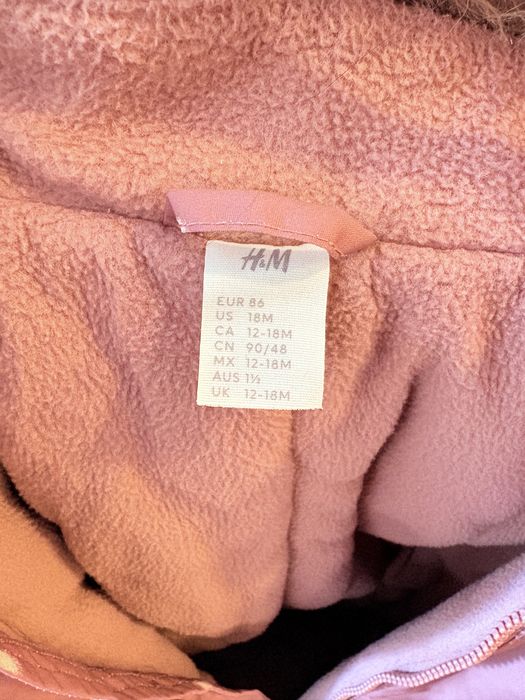 H&M
EUR 86
US 18M
CA 12-18M
CN 90/48
MX 12-18M
AUS 1½
UK 12-18M